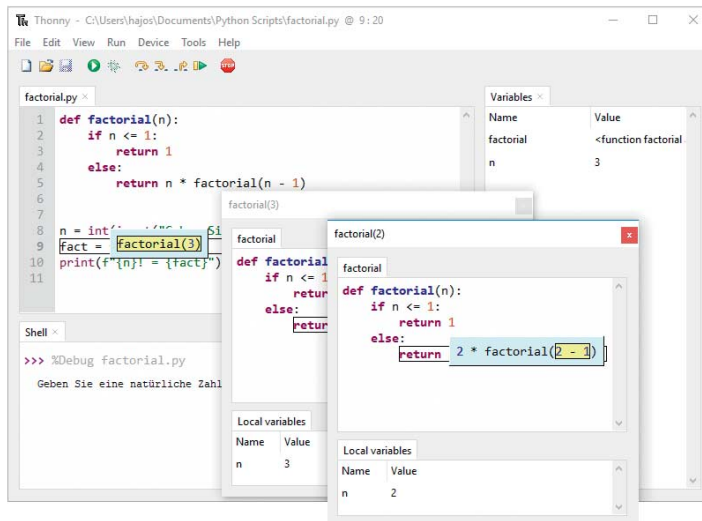 Thonny - C:\Users\hajos\Documents\Python Scripts\factorial.py @ 9:20
File Edit View Run Device Tools Help
STOP
factorial.py
1 def factorial(n):
2     if n <= 1:
3         return 1
4     else:
5         return n * factorial(n - 1)
6
7
8 n = int(
9 fact = factorial(3)
10 print(f"{n}! = {fact}")
11
Variables
Name Value
factorial <function factorial
n 3
Shell
>>> %Debug factorial.py
Geben Sie eine natürliche Zahl
factorial(3)
factorial
def factorial
if n <= 1
retur
else:
retur
Local variables
Name Value
n 3
factorial(2)
x
factorial
def factorial(n):
    if n <= 1:
        return 1
    else:
        return 2 * factorial(2 - 1)
Local variables
Name Value
n 2